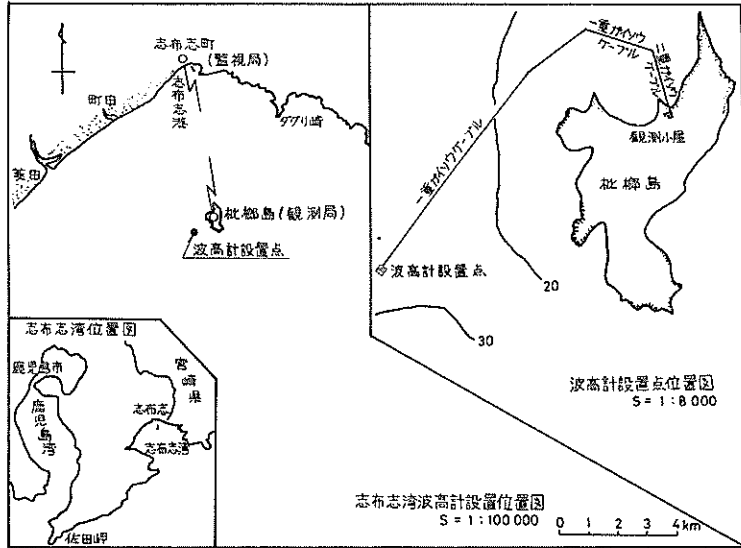 志布志町
(監視局)
志布志港
町田
菱田
ダグリ崎
枇榔島(観測局)
波高計設置点
一重ガイソウ
ケーブル
二重ガイソウ
ケーブル
一重ガイソウケーブル
観測小屋
枇榔島
波高計設置点
20
30
波高計設置点位置図
S = 1:8 000
志布志湾位置図
鹿児島市
鹿児島湾
宮崎県
志布志
志布志湾
佐田岬
志布志湾波高計設置位置図
S = 1:100 000
0 1 2 3 4 km